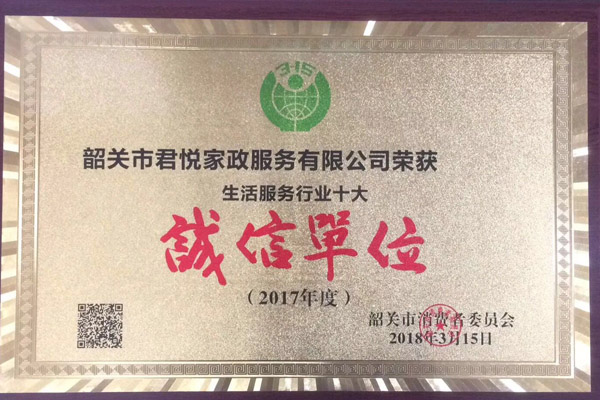 3·15
韶关市君悦家政服务有限公司荣获
生活服务行业十大
誠信單位
（2017年度）
韶关市消费者委员会
2018年3月15日